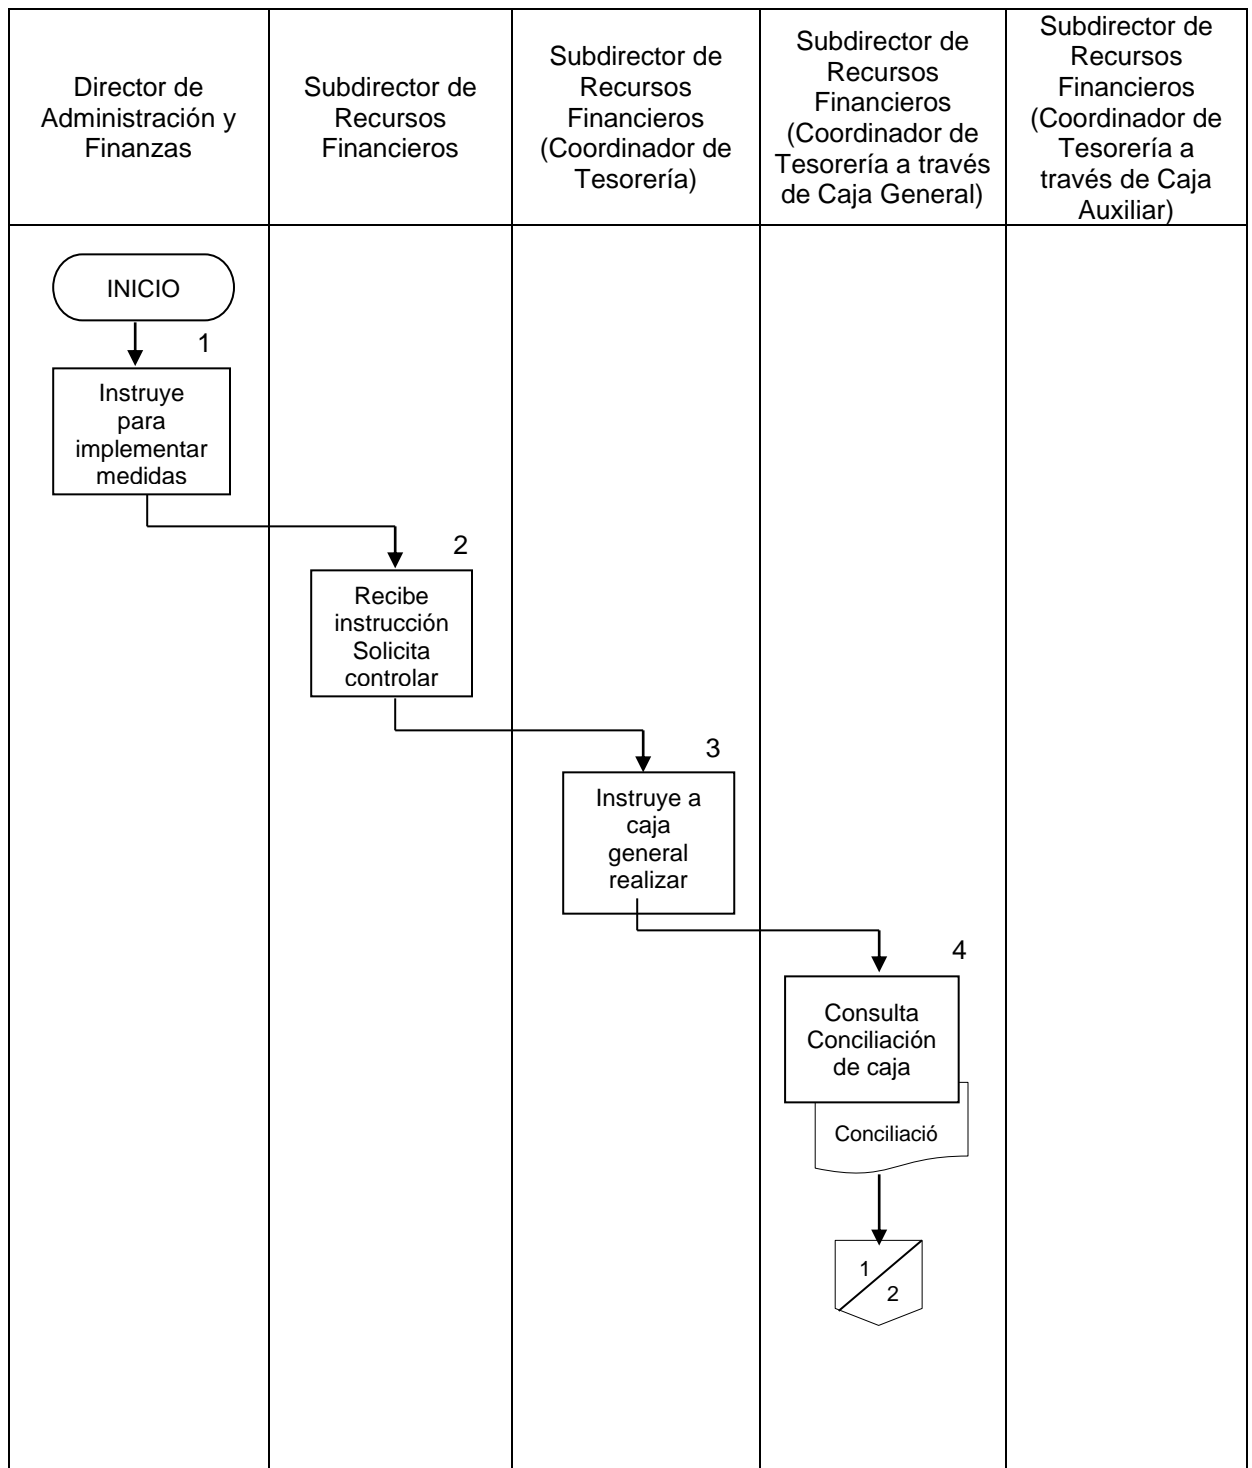 Director de
Administración y
Finanzas
Subdirector de
Recursos
Financieros
Subdirector de
Recursos
Financieros
(Coordinador de
Tesorería)
Subdirector de
Recursos
Financieros
(Coordinador de
Tesorería a través
de Caja General)
Subdirector de
Recursos
Financieros
(Coordinador de
Tesorería a
través de Caja
Auxiliar)
INICIO
1
Instruye
para
implementar
medidas
2
Recibe
instrucción
Solicita
controlar
3
Instruye a
caja
general
realizar
4
Consulta
Conciliación
de caja
Conciliació
1
2